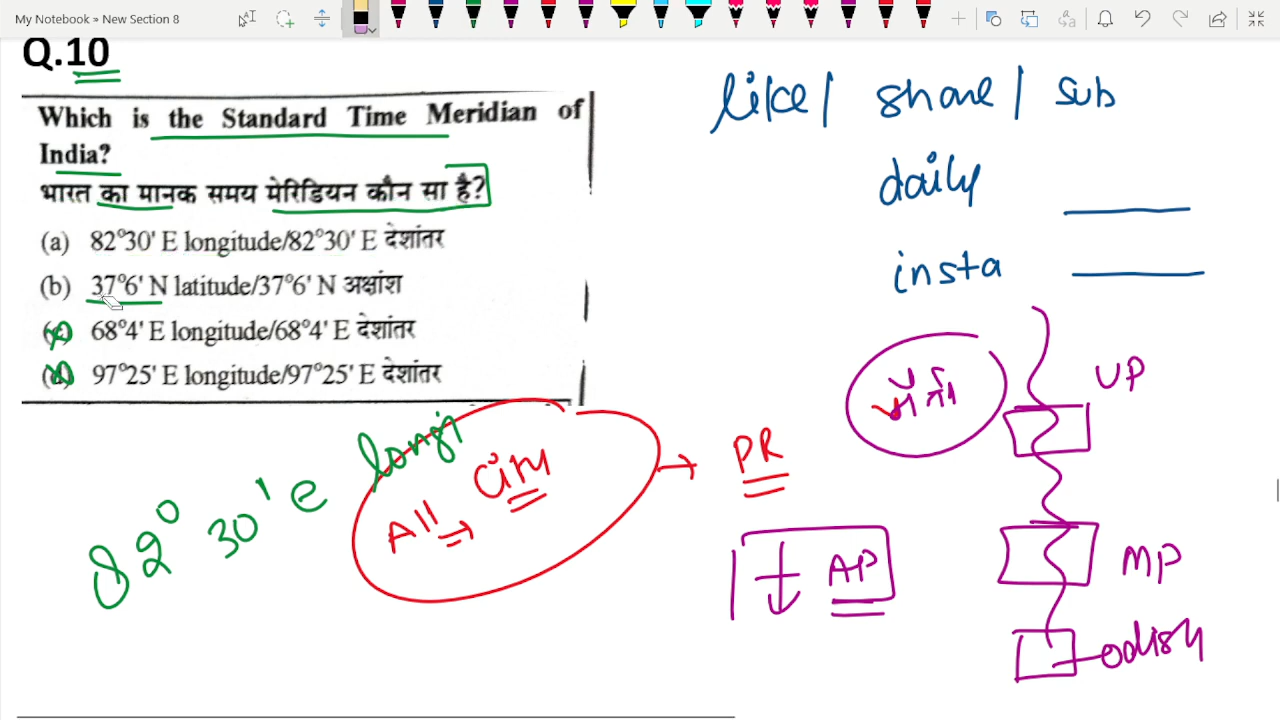 My Notebook » New Section 8
Q.10
Which is the Standard Time Meridian of
India?
भारत का मानक समय मेरिडियन कौन सा है?
(a) 82°30' E longitude/82°30' E देशांतर
(b) 37°6' N latitude/37°6' N अक्षांश
(c) 68°4' E longitude/68°4' E देशांतर
(d) 97°25' E longitude/97°25' E देशांतर
like/ share/ sub
daily
insta
UP
82° 30' e longi
All → City → PR
AP
MP
odish